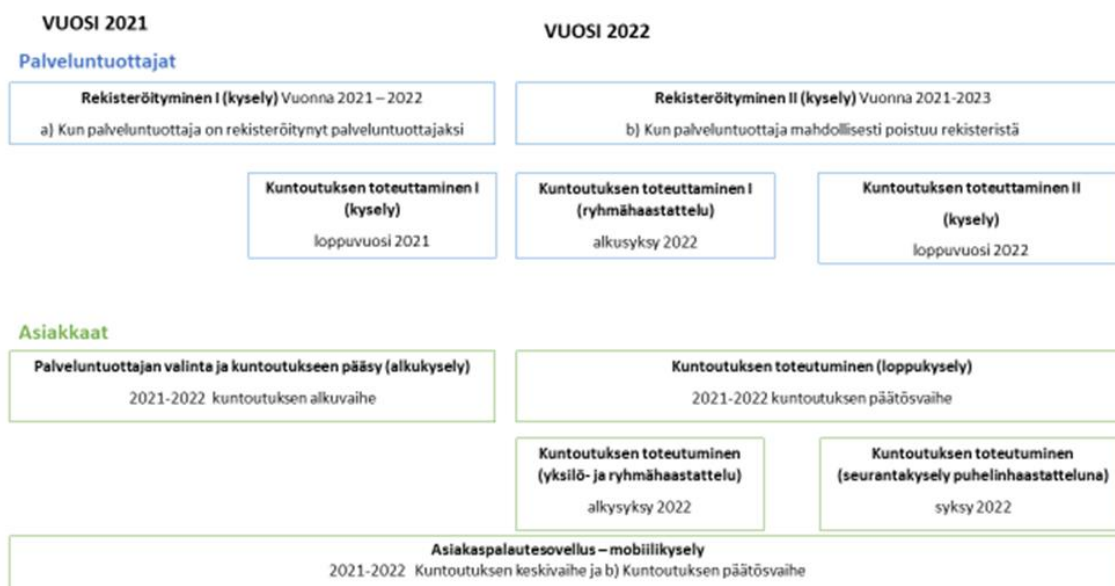 VUOSI 2021
VUOSI 2022
Palveluntuottajat
Rekisteröityminen I (kysely) Vuonna 2021 – 2022
a) Kun palveluntuottaja on rekisteröitynyt palveluntuottajaksi
Rekisteröityminen II (kysely) Vuonna 2021-2023
b) Kun palveluntuottaja mahdollisesti poistuu rekisteristä
Kuntoutuksen toteuttaminen I
(kysely)
loppuvuosi 2021
Kuntoutuksen toteuttaminen I
(ryhmähaastattelu)
alkusyksy 2022
Kuntoutuksen toteuttaminen II
(kysely)
loppuvuosi 2022
Asiakkaat
Palveluntuottajan valinta ja kuntoutukseen pääsy (alkukysely)
2021-2022 kuntoutuksen alkuvaihe
Kuntoutuksen toteutuminen (loppukysely)
2021-2022 kuntoutuksen päätösvaihe
Kuntoutuksen toteutuminen
(yksilö- ja ryhmähaastattelu)
alkysyksy 2022
Kuntoutuksen toteutuminen
(seurantakysely puhelinhaastatteluna)
syksy 2022
Asiakaspalautesovellus – mobiilikysely
2021-2022 Kuntoutuksen keskivaihe ja b) Kuntoutuksen päätösvaihe